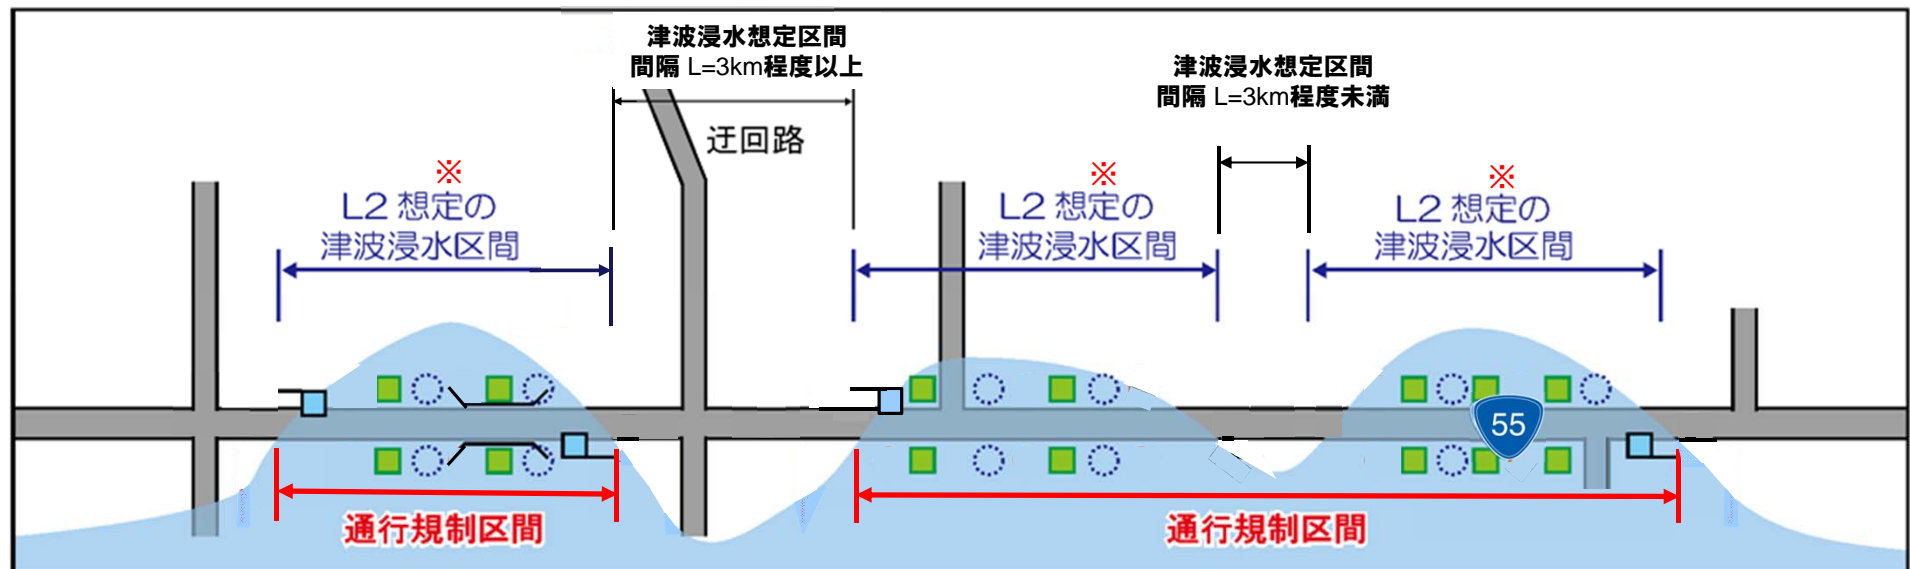 津波浸水想定区間
間隔 L=3km程度以上
津波浸水想定区間
間隔 L=3km程度未満
迂回路
※
L2 想定の
津波浸水区間
※
L2 想定の
津波浸水区間
※
L2 想定の
津波浸水区間
55
通行規制区間
通行規制区間